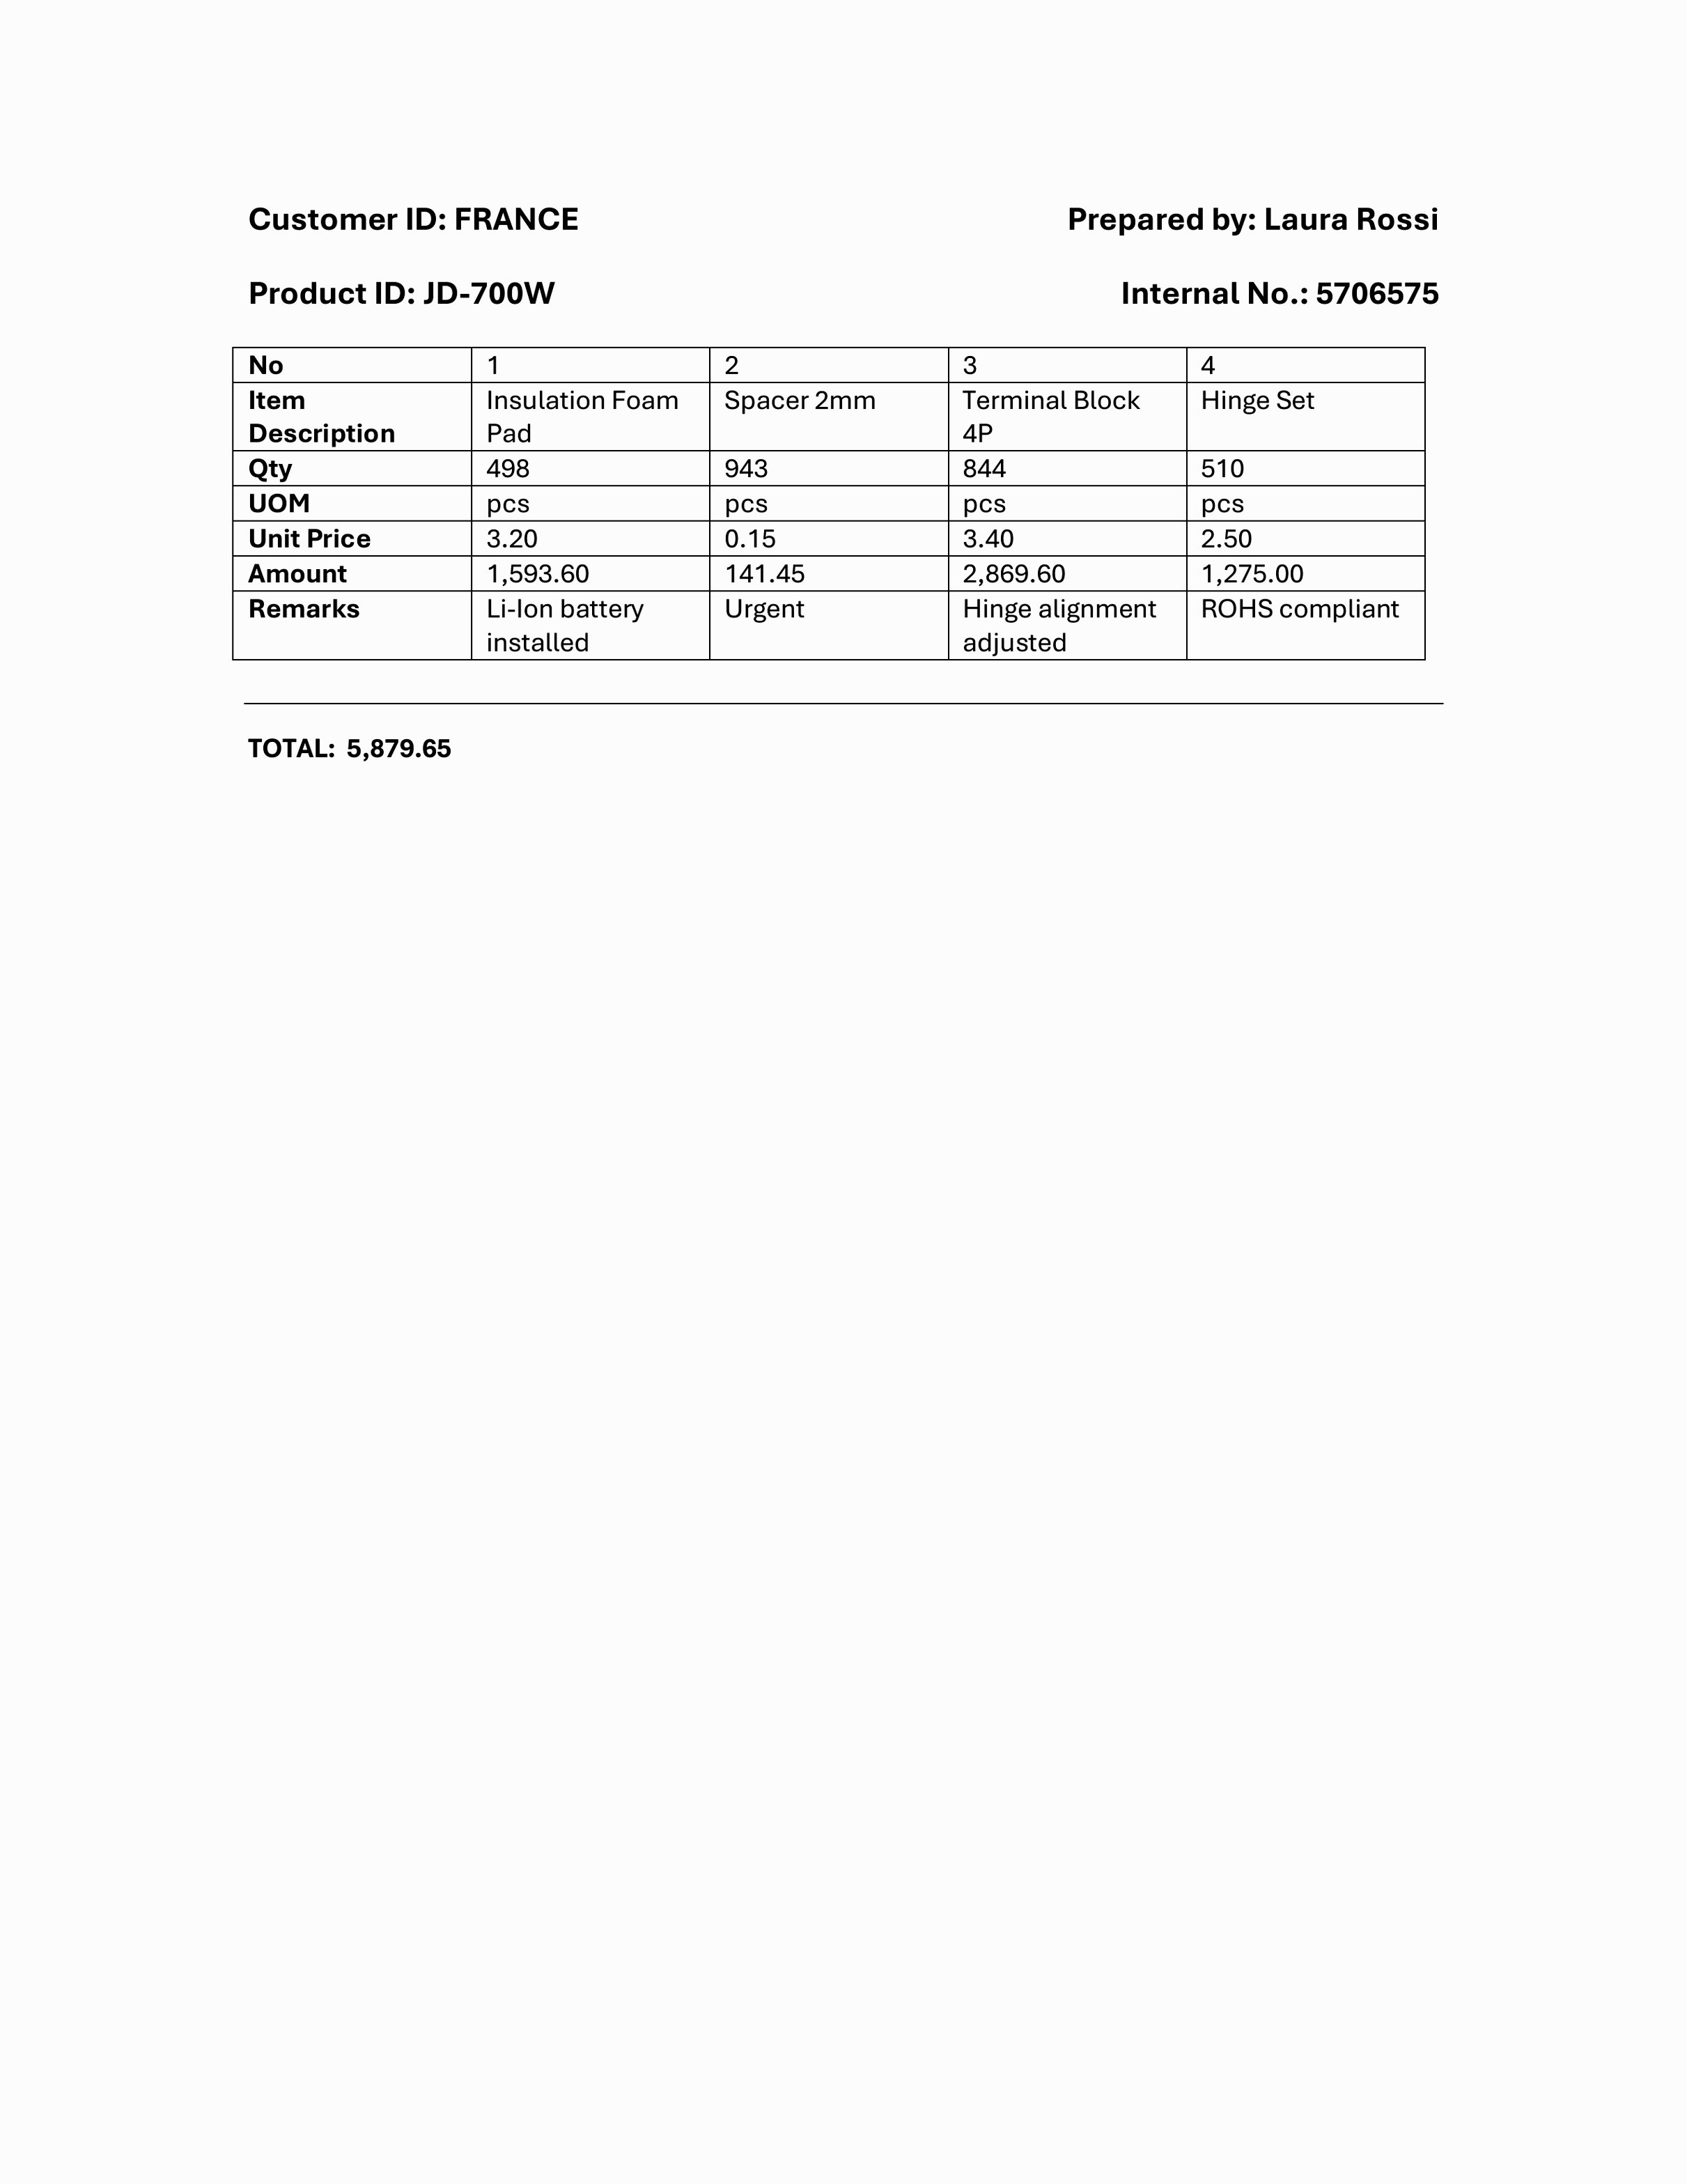 Customer ID: FRANCE Prepared by: Laura Rossi
Product ID: JD-700W Internal No.: 5706575
No 1 2 3 4
Item Description Insulation Foam Pad Spacer 2mm Terminal Block 4P Hinge Set
Qty 498 943 844 510
UOM pcs pcs pcs pcs
Unit Price 3.20 0.15 3.40 2.50
Amount 1,593.60 141.45 2,869.60 1,275.00
Remarks Li-Ion battery installed Urgent Hinge alignment adjusted ROHS compliant
TOTAL: 5,879.65